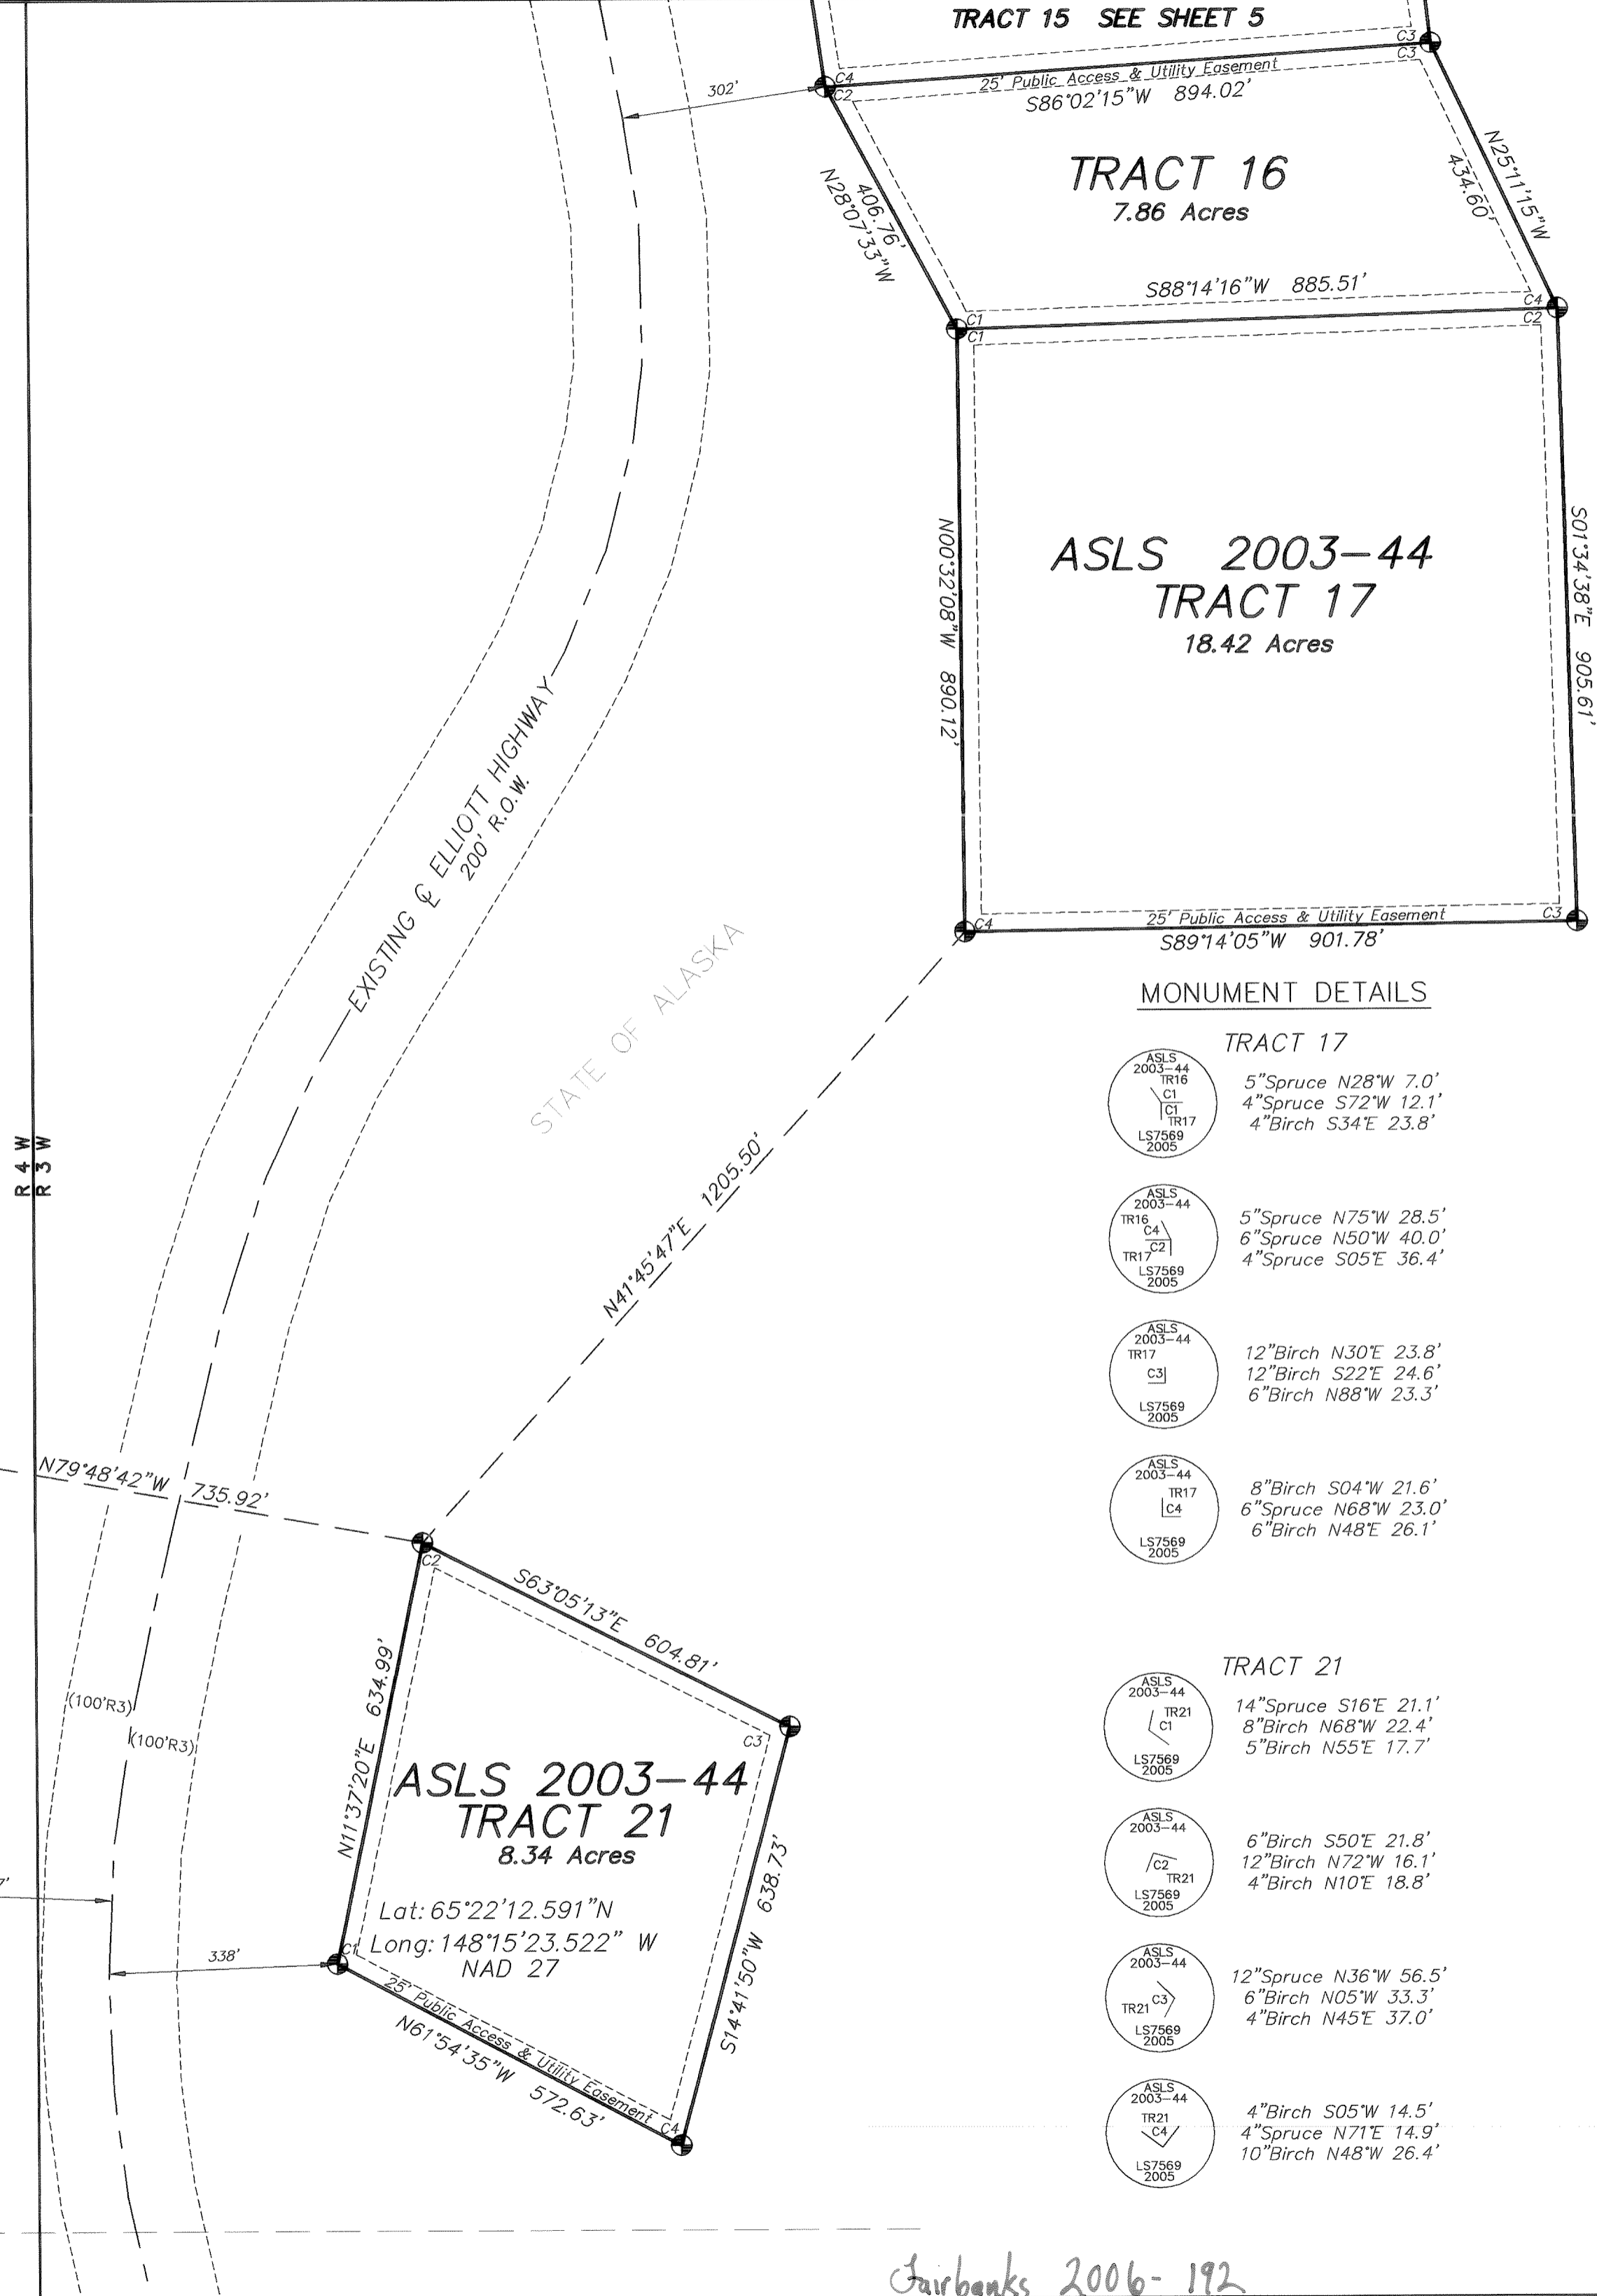 TRACT 15 SEE SHEET 5
C3
C3
C4
C2
25' Public Access & Utility Easement
S86°02'15"W 894.02'
302'
TRACT 16
7.86 Acres
N25°11'15"W
434.60'
406.76'
N28°07'33"W
S88°14'16"W 885.51'
C1
C1
C4
C2
N00°32'08"W 890.12'
ASLS 2003-44
TRACT 17
18.42 Acres
S01°34'38"E 905.61'
EXISTING ℄ ELLIOTT HIGHWAY
200' R.O.W.
C4
25' Public Access & Utility Easement
C3
S89°14'05"W 901.78'
STATE OF ALASKA
R 4 W
R 3 W
N41°45'47"E 1205.50'
N79°48'42"W 735.92'
C2
S63°05'13"E 604.81'
N11°37'20"E 634.99'
C3
(100'R3)
(100'R3)
ASLS 2003-44
TRACT 21
8.34 Acres
Lat: 65°22'12.591"N
Long: 148°15'23.522" W
NAD 27
S14°41'50"W 638.73'
7'
338'
C1
25' Public Access & Utility Easement
N61°54'35"W 572.63'
C4
MONUMENT DETAILS
TRACT 17
ASLS
2003-44
TR16
C1
C1
TR17
LS7569
2005
5"Spruce N28°W 7.0'
4"Spruce S72°W 12.1'
4"Birch S34°E 23.8'
ASLS
2003-44
TR16
C4
C2
TR17
LS7569
2005
5"Spruce N75°W 28.5'
6"Spruce N50°W 40.0'
4"Spruce S05°E 36.4'
ASLS
2003-44
TR17
C3
LS7569
2005
12"Birch N30°E 23.8'
12"Birch S22°E 24.6'
6"Birch N88°W 23.3'
ASLS
2003-44
TR17
C4
LS7569
2005
8"Birch S04°W 21.6'
6"Spruce N68°W 23.0'
6"Birch N48°E 26.1'
TRACT 21
ASLS
2003-44
TR21
C1
LS7569
2005
14"Spruce S16°E 21.1'
8"Birch N68°W 22.4'
5"Birch N55°E 17.7'
ASLS
2003-44
C2
TR21
LS7569
2005
6"Birch S50°E 21.8'
12"Birch N72°W 16.1'
4"Birch N10°E 18.8'
ASLS
2003-44
C3
TR21
LS7569
2005
12"Spruce N36°W 56.5'
6"Birch N05°W 33.3'
4"Birch N45°E 37.0'
ASLS
2003-44
TR21
C4
LS7569
2005
4"Birch S05°W 14.5'
4"Spruce N71°E 14.9'
10"Birch N48°W 26.4'
Fairbanks 2006-192